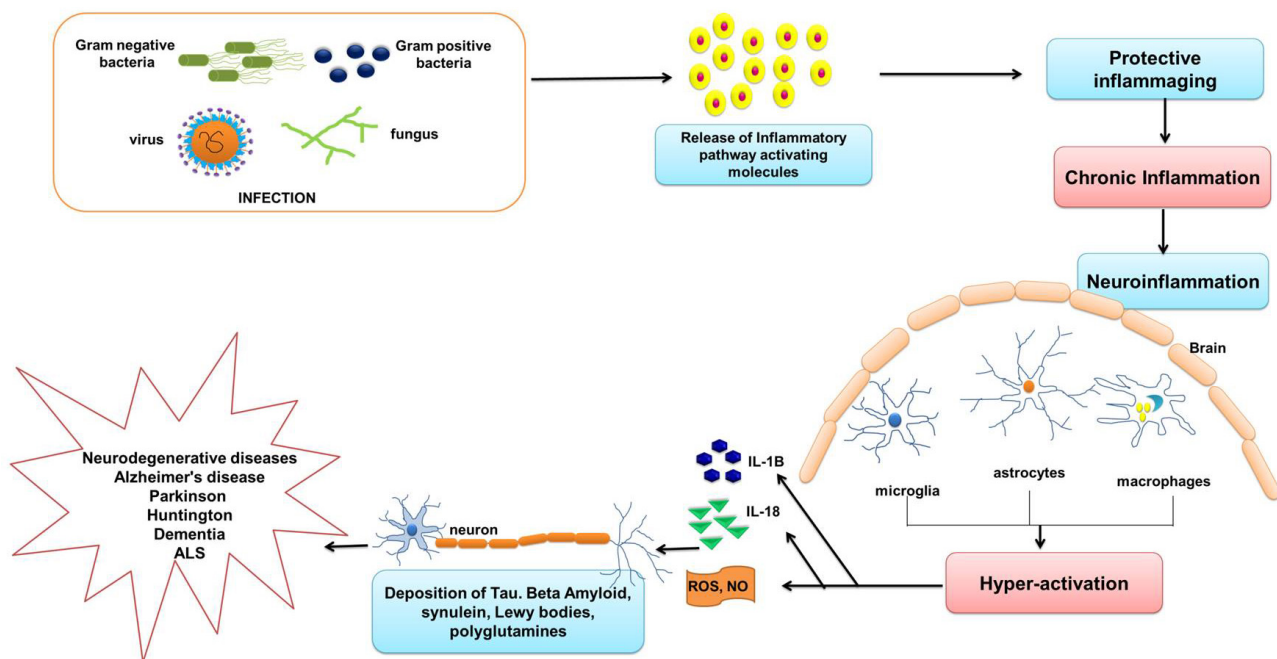 Gram negative
bacteria
Gram positive
bacteria
virus
fungus
INFECTION
Release of Inflammatory
pathway activating
molecules
Protective
inflammaging
Chronic Inflammation
Neuroinflammation
Brain
microglia
astrocytes
macrophages
Hyper-activation
IL-1B
IL-18
ROS, NO
neuron
Deposition of Tau. Beta Amyloid,
synulein, Lewy bodies,
polyglutamines
Neurodegenerative diseases
Alzheimer's disease
Parkinson
Huntington
Dementia
ALS